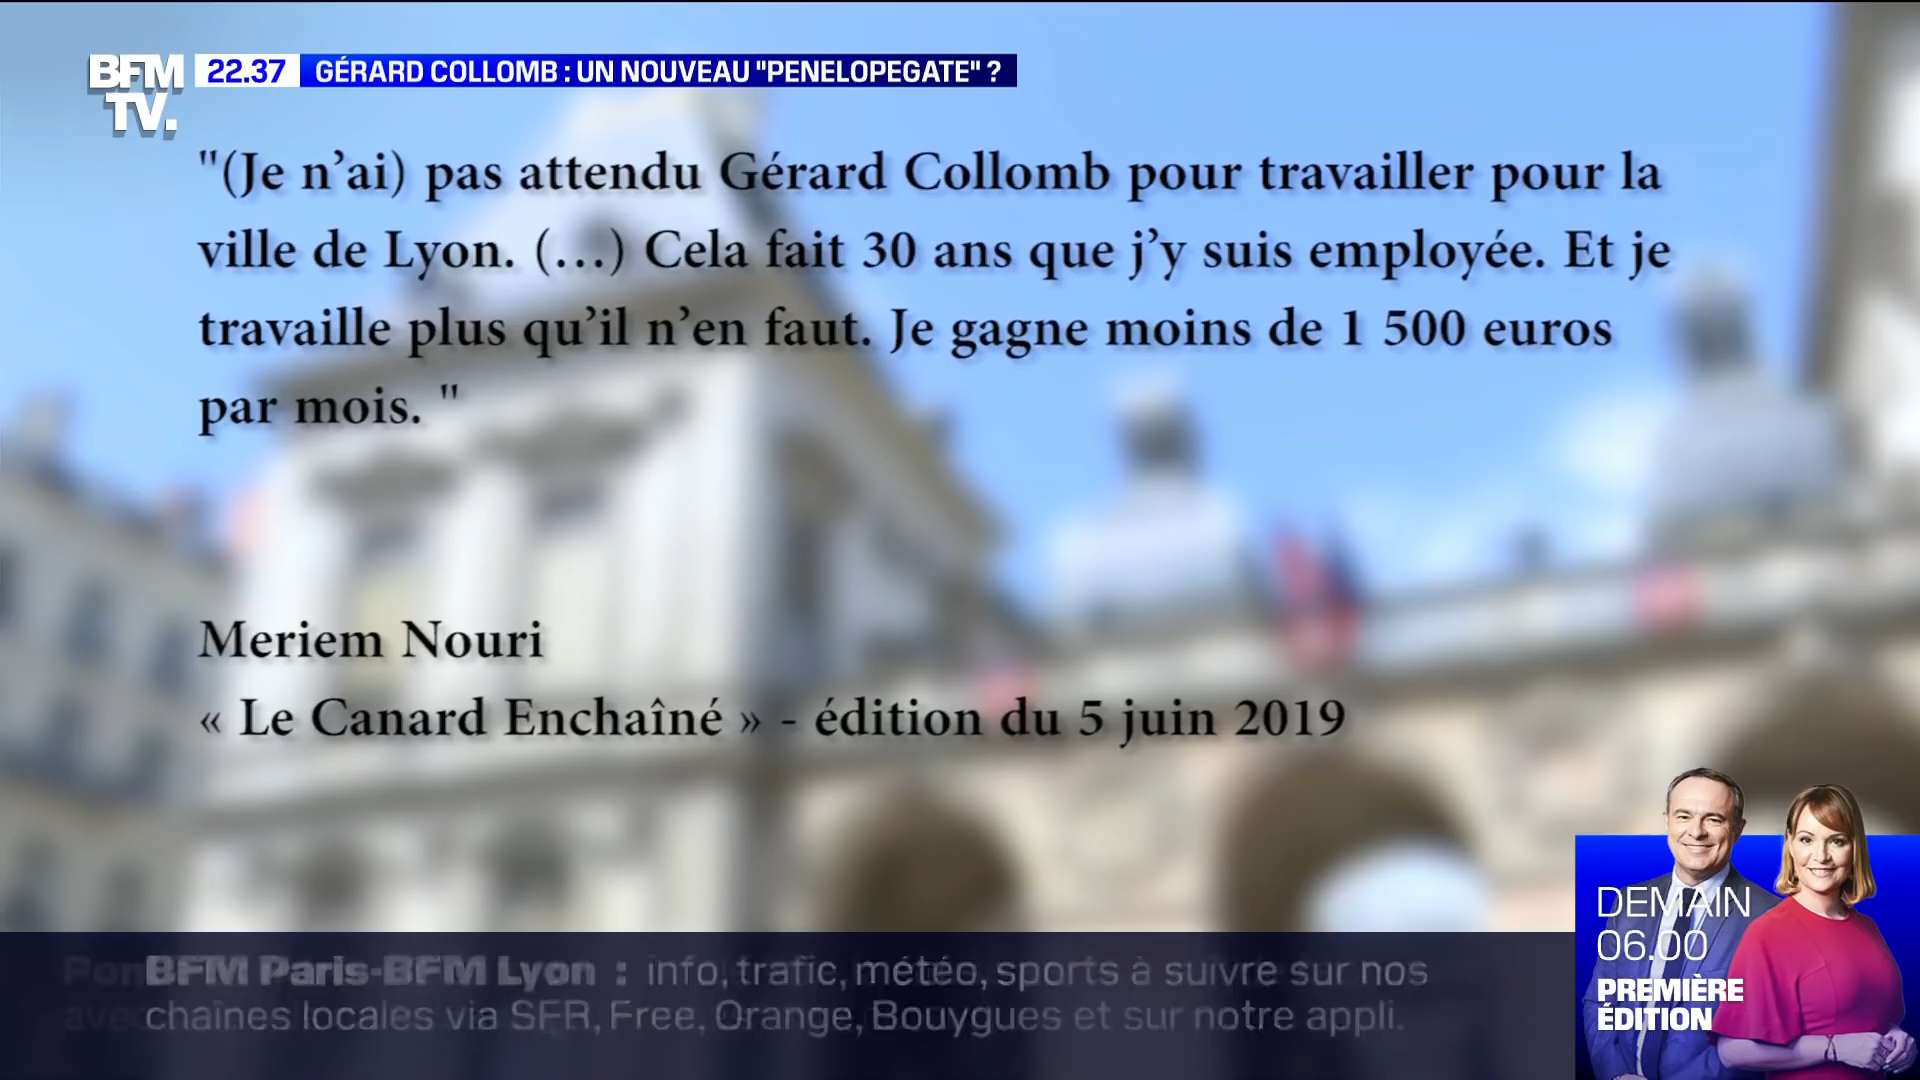 BFM
TV.
22.37 GÉRARD COLLOMB : UN NOUVEAU "PENELOPEGATE" ?
"(Je n’ai) pas attendu Gérard Collomb pour travailler pour la
ville de Lyon. (…) Cela fait 30 ans que j’y suis employée. Et je
travaille plus qu’il n’en faut. Je gagne moins de 1 500 euros
par mois. "
Meriem Nouri
« Le Canard Enchaîné » - édition du 5 juin 2019
BFM Paris-BFM Lyon : info, trafic, météo, sports à suivre sur nos
chaînes locales via SFR, Free, Orange, Bouygues et sur notre appli.
DEMAIN
06.00
PREMIÈRE
ÉDITION